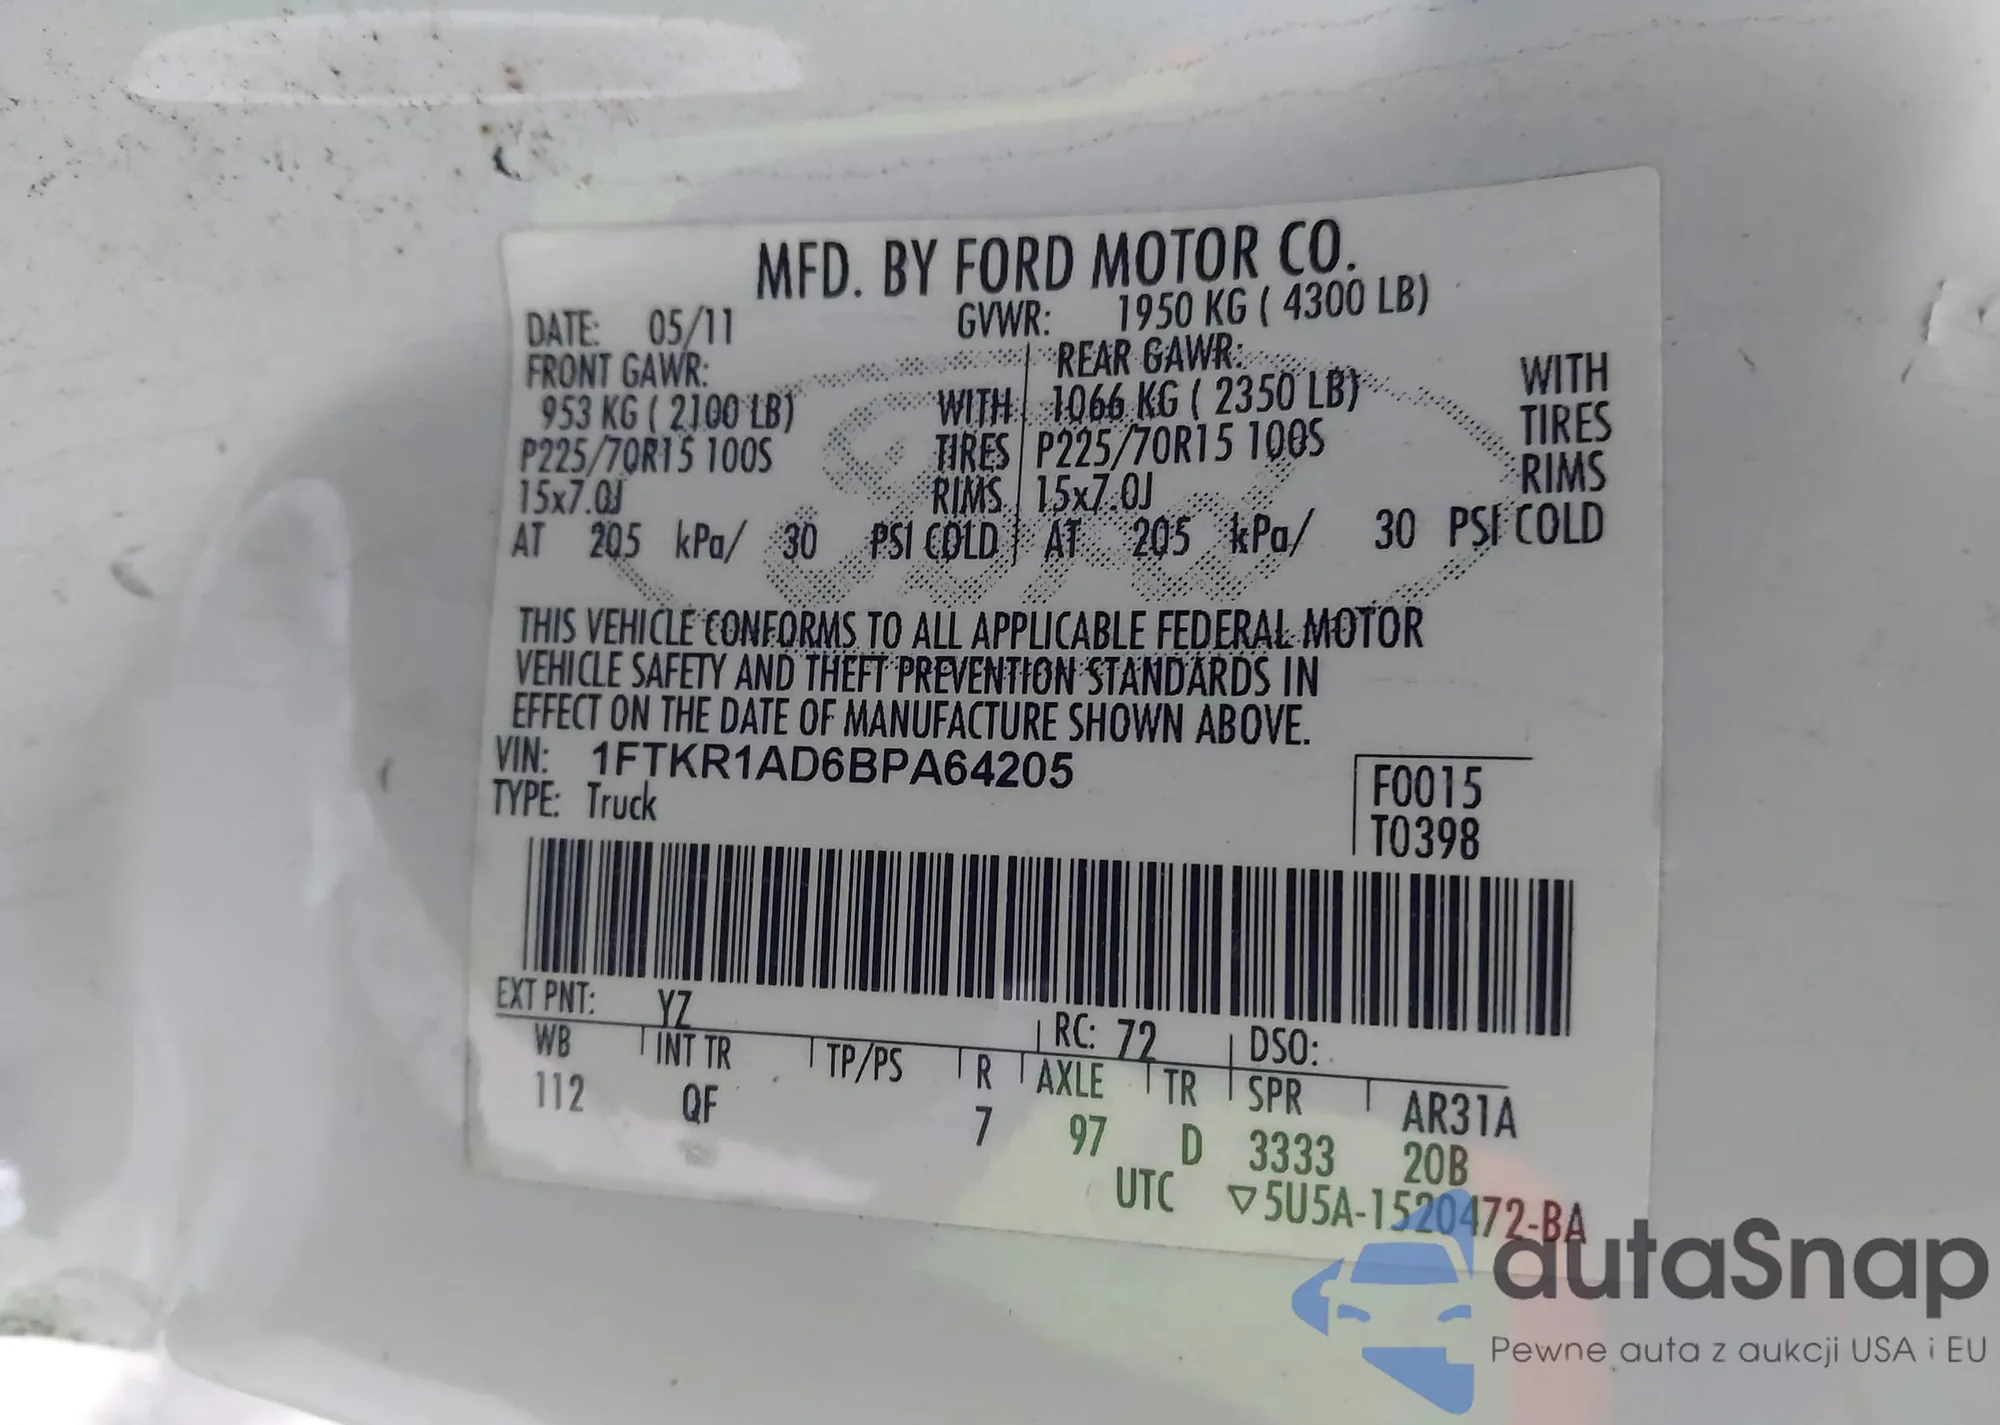 MFD. BY FORD MOTOR CO.
DATE: 05/11 GVWR: 1950 KG ( 4300 LB)
FRONT GAWR: REAR GAWR:
953 KG ( 2100 LB) WITH 1066 KG ( 2350 LB) WITH
P225/70R15 100S TIRES P225/70R15 100S TIRES
15x7.0J RIMS 15x7.0J RIMS
AT 205 kPa/ 30 PSI COLD AT 205 kPa/ 30 PSI COLD
THIS VEHICLE CONFORMS TO ALL APPLICABLE FEDERAL MOTOR
VEHICLE SAFETY AND THEFT PREVENTION STANDARDS IN
EFFECT ON THE DATE OF MANUFACTURE SHOWN ABOVE.
VIN: 1FTKR1AD6BPA64205
TYPE: Truck
F0015
T0398
EXT PNT: YZ RC: 72 DSO:
WB INT TR TP/PS R AXLE TR SPR AR31A
112 QF 7 97 D 3333 20B
UTC ▽5U5A-1520472-BA
autaSnap
Pewne auta z aukcji USA i EU